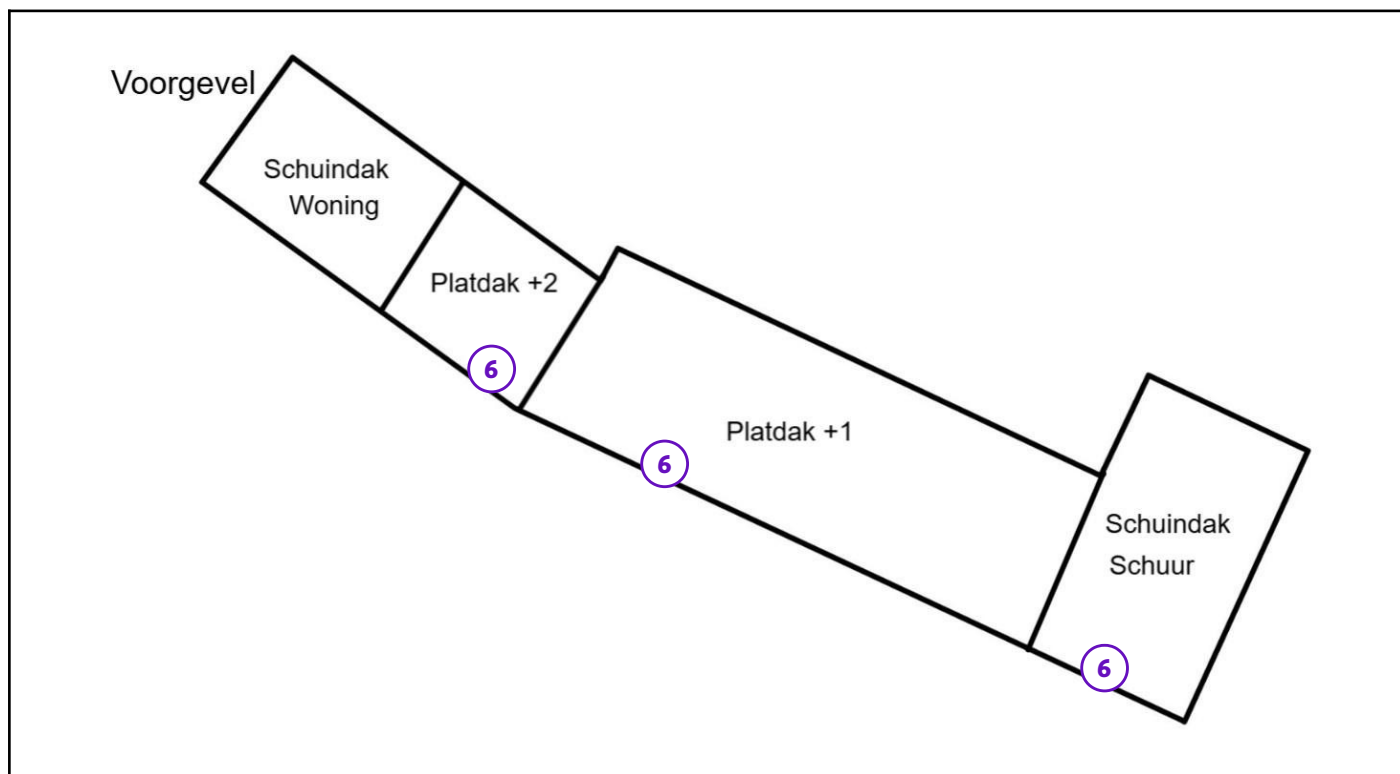 Voorgevel
Schuindak
Woning
Platdak +2
6
Platdak +1
6
Schuindak
Schuur
6